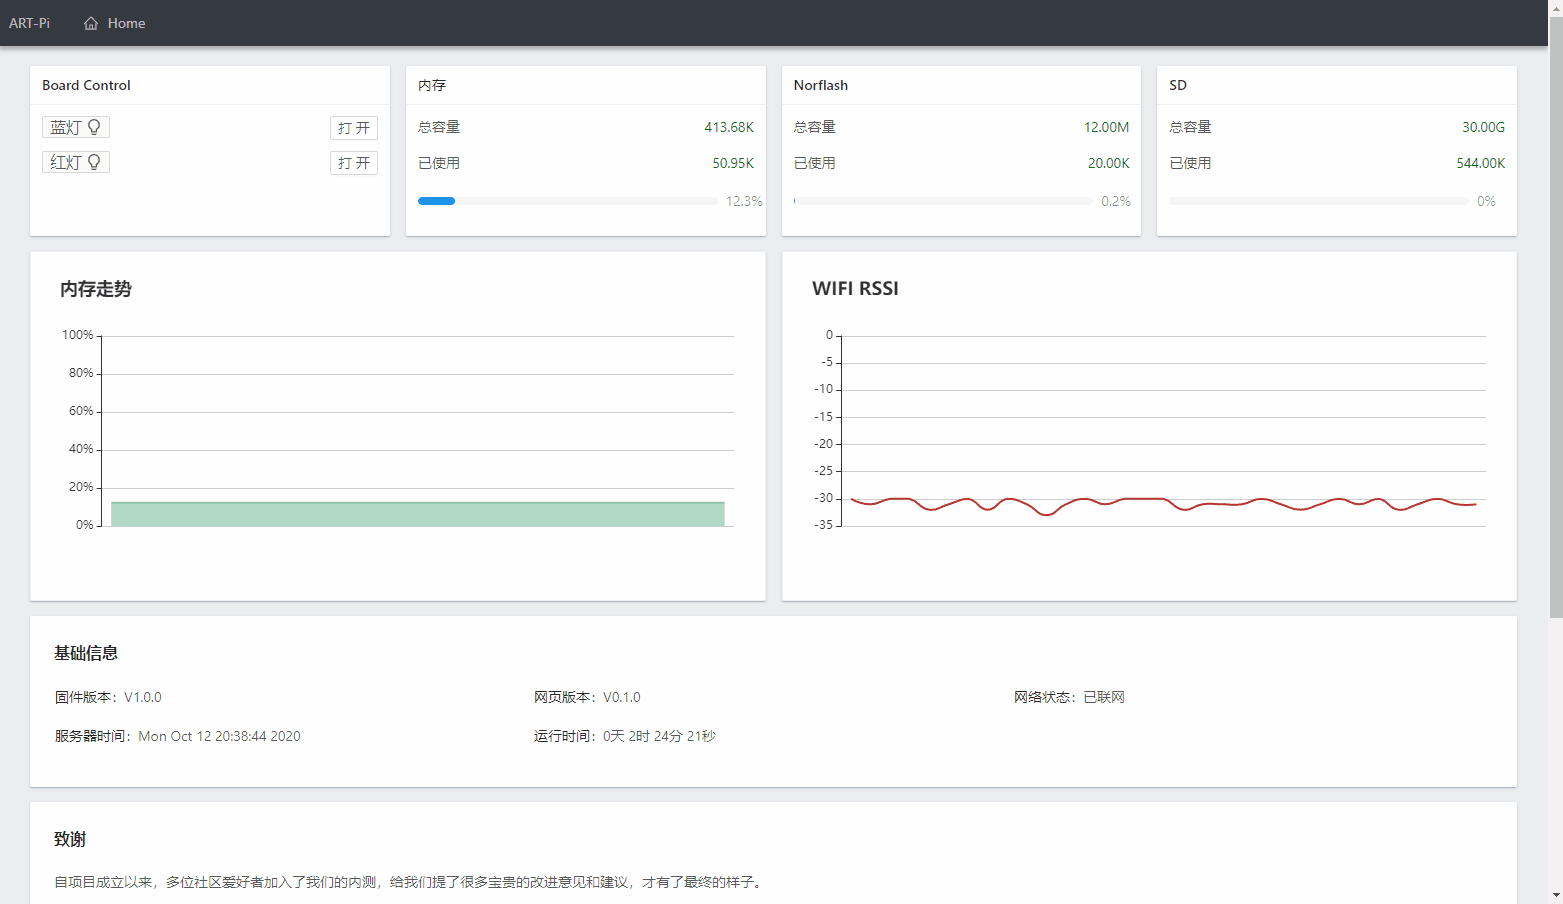 ART-Pi Home
Board Control
蓝灯 打 开
红灯 打 开
内存
总容量 413.68K
已使用 50.95K
12.3%
Norflash
总容量 12.00M
已使用 20.00K
0.2%
SD
总容量 30.00G
已使用 544.00K
0%
内存走势
100%
80%
60%
40%
20%
0%
WIFI RSSI
0
-5
-10
-15
-20
-25
-30
-35
基础信息
固件版本：V1.0.0 网页版本：V0.1.0 网络状态：已联网
服务器时间：Mon Oct 12 20:38:44 2020 运行时间：0天 2时 24分 21秒
致谢
自项目成立以来，多位社区爱好者加入了我们的内测，给我们提了很多宝贵的改进意见和建议，才有了最终的样子。